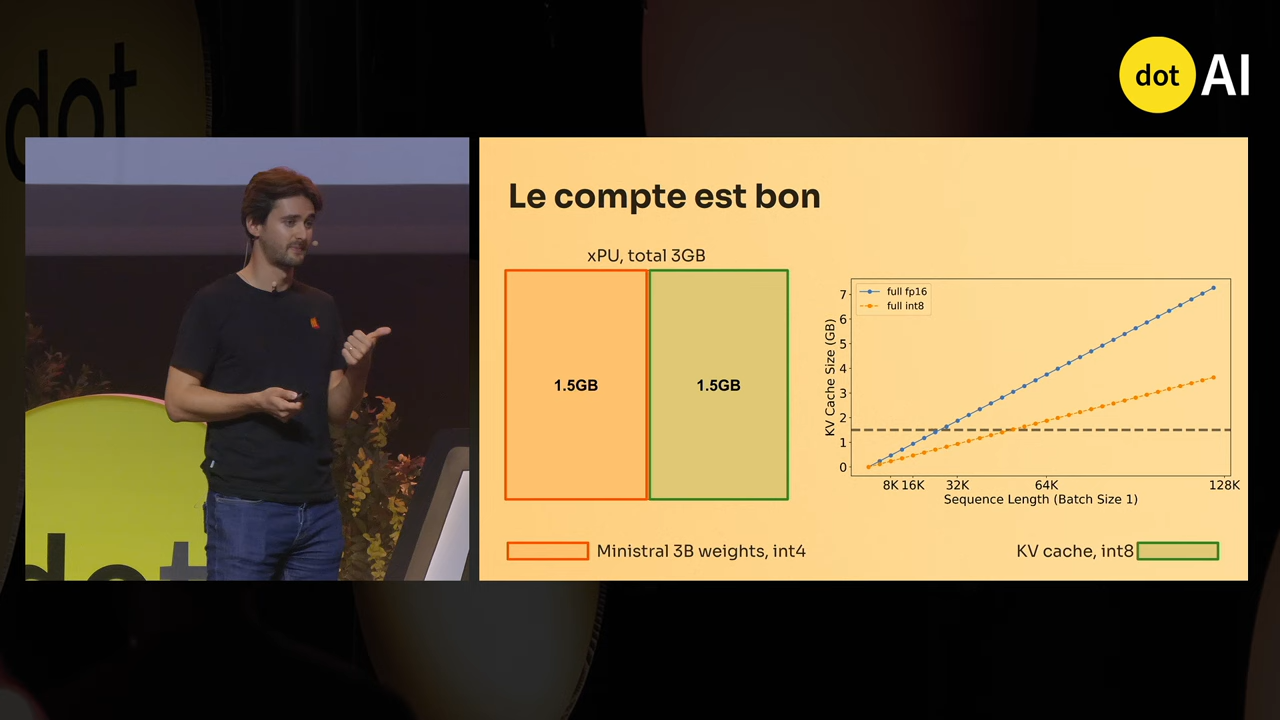 dot
dot AI
Le compte est bon
xPU, total 3GB
1.5GB
1.5GB
full fp16
full int8
KV Cache Size (GB)
7
6
5
4
3
2
1
0
8K 16K 32K 64K 128K
Sequence Length (Batch Size 1)
Ministral 3B weights, int4
KV cache, int8
dot